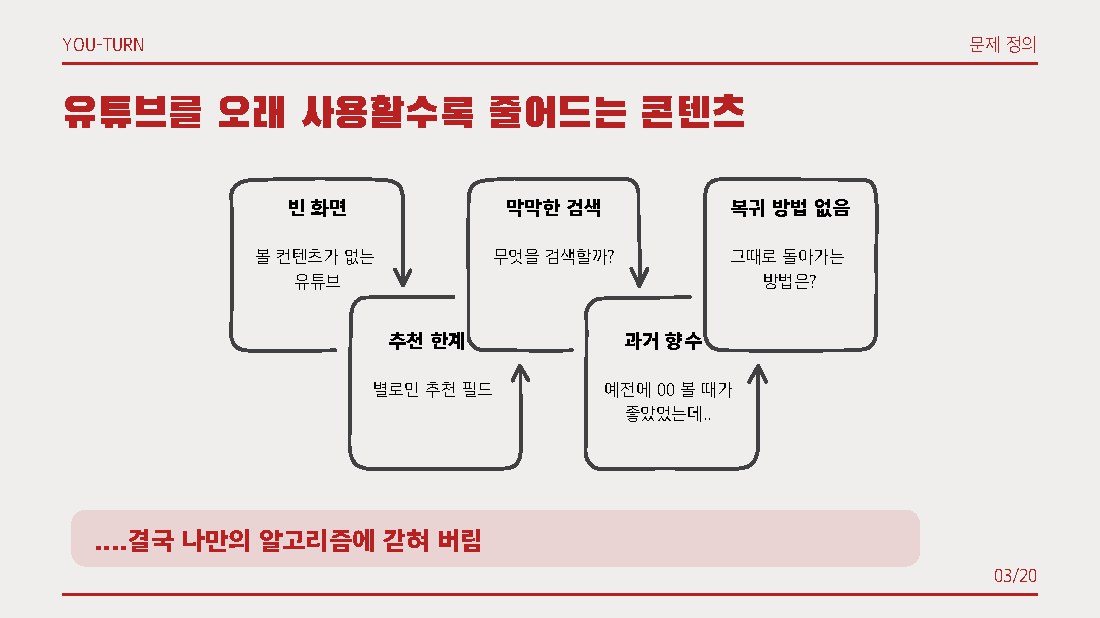 YOU-TURN
문제 정의
유튜브를 오래 사용할수록 줄어드는 콘텐츠
빈 화면
볼 컨텐츠가 없는
유튜브
추천 한계
별로인 추천 필드
막막한 검색
무엇을 검색할까?
과거 향수
예전에 00 볼 때가
좋았었는데..
복귀 방법 없음
그때로 돌아가는
방법은?
....결국 나만의 알고리즘에 갇혀 버림
03/20